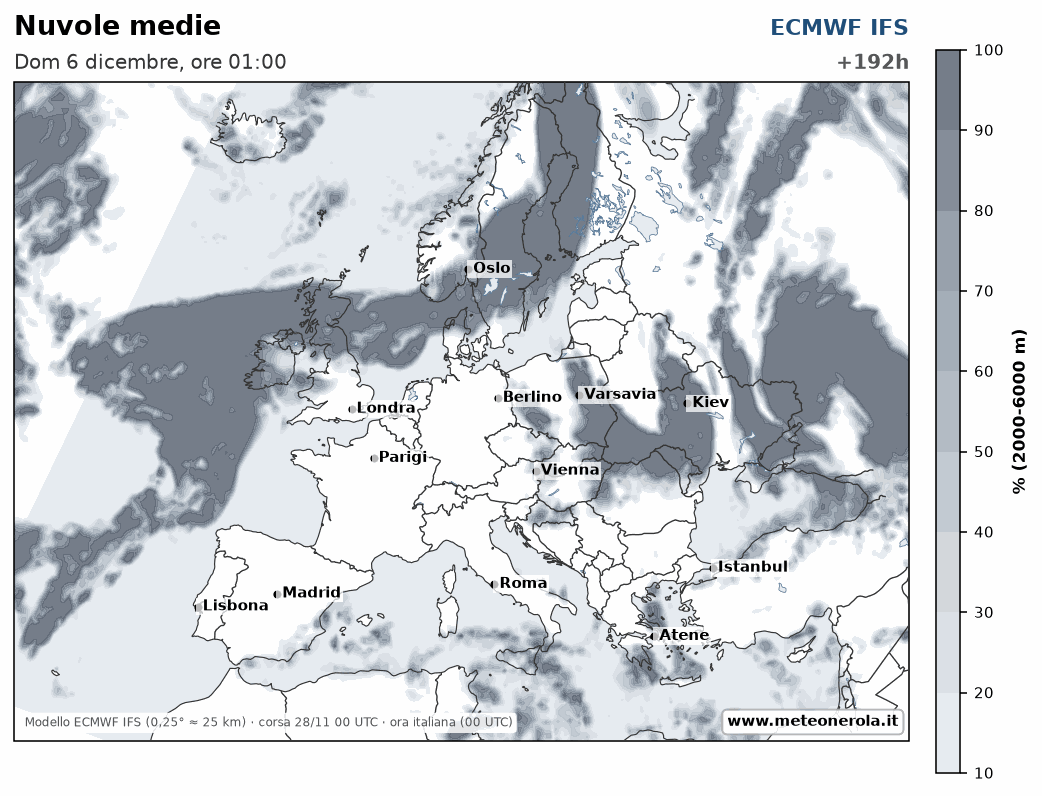 Nuvole medie
ECMWF IFS
Dom 6 dicembre, ore 01:00
+192h
100
90
80
70
60
50
40
30
20
10
% (2000-6000 m)
Oslo
Berlino
Varsavia
Kiev
Londra
Parigi
Vienna
Istanbul
Roma
Madrid
Lisbona
Atene
Modello ECMWF IFS (0,25° ≈ 25 km) · corsa 28/11 00 UTC · ora italiana (00 UTC)
www.meteonerola.it